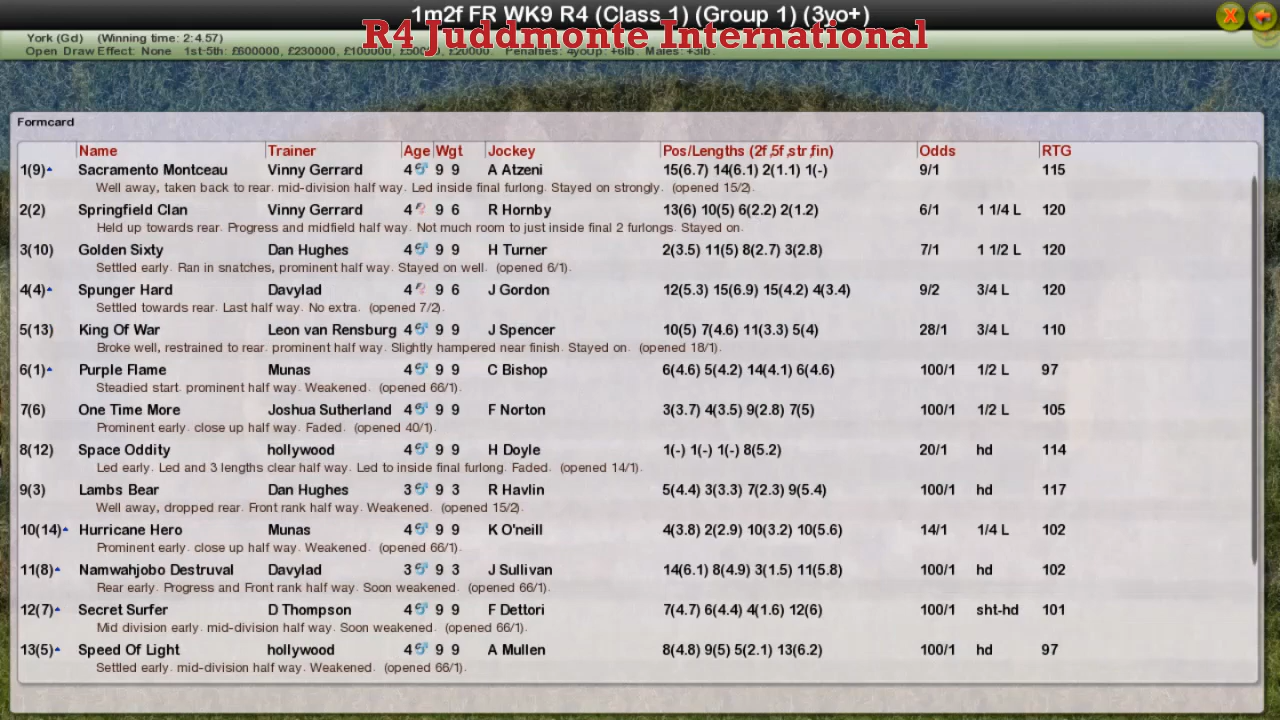 1m2f FR WK9 R4 (Class 1) (Group 1) (3yo+)
R4 Juddmonte International
York (Gd) (Winning time: 2:4.57)
Open Draw Effect: None. 1st-5th: £600000, £230000, £100000, £50000, £20000. Penalties: 4yoUp: +6lb. Males: +3lb.
Formcard
Name Trainer Age Wgt Jockey Pos/Lengths (2f,5f,str,fin) Odds RTG
1(9) Sacramento Montceau Vinny Gerrard 4 9 9 A Atzeni 15(6.7) 14(6.1) 2(1.1) 1(-) 9/1 115
Well away, taken back to rear. mid-division half way. Led inside final furlong. Stayed on strongly. (opened 15/2).
2(2) Springfield Clan Vinny Gerrard 4 9 6 R Hornby 13(6) 10(5) 6(2.2) 2(1.2) 6/1 1 1/4 L 120
Held up towards rear. Progress and midfield half way. Not much room to just inside final 2 furlongs. Stayed on.
3(10) Golden Sixty Dan Hughes 4 9 9 H Turner 2(3.5) 11(5) 8(2.7) 3(2.8) 7/1 1 1/2 L 120
Settled early. Ran in snatches, prominent half way. Stayed on well. (opened 6/1).
4(4) Spunger Hard Davylad 4 9 6 J Gordon 12(5.3) 15(6.9) 15(4.2) 4(3.4) 9/2 3/4 L 120
Settled towards rear. Last half way. No extra. (opened 7/2).
5(13) King Of War Leon van Rensburg 4 9 9 J Spencer 10(5) 7(4.6) 11(3.3) 5(4) 28/1 3/4 L 110
Broke well, restrained to rear. prominent half way. Slightly hampered near finish. Stayed on. (opened 18/1).
6(1) Purple Flame Munas 4 9 9 C Bishop 6(4.6) 5(4.2) 14(4.1) 6(4.6) 100/1 1/2 L 97
Steadied start. prominent half way. Weakened. (opened 66/1).
7(6) One Time More Joshua Sutherland 4 9 9 F Norton 3(3.7) 4(3.5) 9(2.8) 7(5) 100/1 1/2 L 105
Prominent early. close up half way. Faded. (opened 40/1).
8(12) Space Oddity hollywood 4 9 9 H Doyle 1(-) 1(-) 1(-) 8(5.2) 20/1 hd 114
Led early. Led and 3 lengths clear half way. Led to inside final furlong. Faded. (opened 14/1).
9(3) Lambs Bear Dan Hughes 3 9 3 R Havlin 5(4.4) 3(3.3) 7(2.3) 9(5.4) 100/1 hd 117
Well away, dropped rear. Front rank half way. Weakened. (opened 15/2).
10(14) Hurricane Hero Munas 4 9 9 K O'neill 4(3.8) 2(2.9) 10(3.2) 10(5.6) 14/1 1/4 L 102
Prominent early. close up half way. Weakened. (opened 66/1).
11(8) Namwahjobo Destruval Davylad 3 9 3 J Sullivan 14(6.1) 8(4.9) 3(1.5) 11(5.8) 100/1 hd 102
Rear early. Progress and Front rank half way. Soon weakened. (opened 66/1).
12(7) Secret Surfer D Thompson 4 9 9 F Dettori 7(4.7) 6(4.4) 4(1.6) 12(6) 100/1 sht-hd 101
Mid division early. mid-division half way. Soon weakened. (opened 66/1).
13(5) Speed Of Light hollywood 4 9 9 A Mullen 8(4.8) 9(5) 5(2.1) 13(6.2) 100/1 hd 97
Settled early. mid-division half way. Weakened. (opened 66/1).